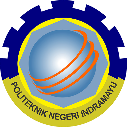 POLITEKNIK NEGERI INDRAMAYU